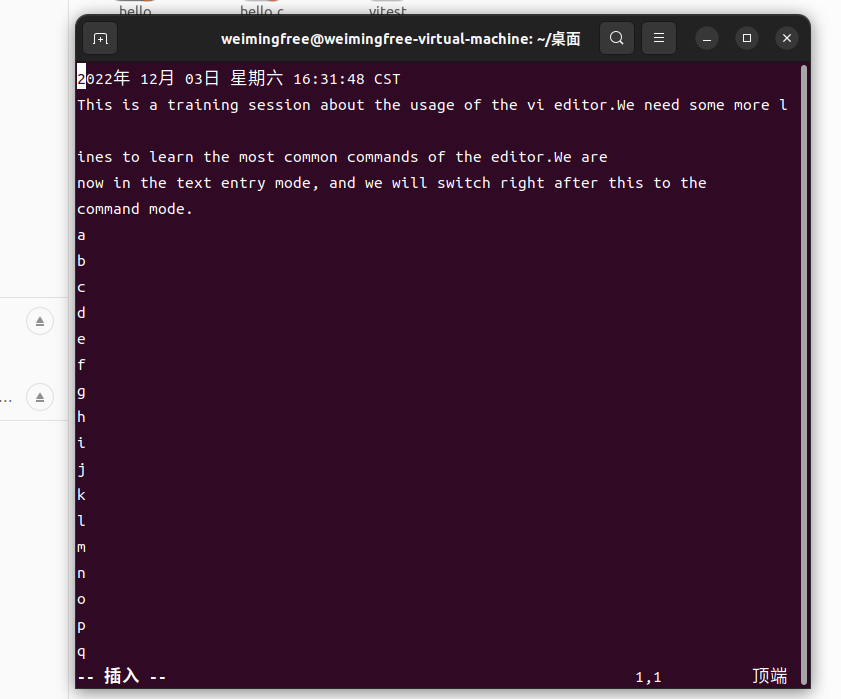 hello
hello.c
vitest
weimingfree@weimingfree-virtual-machine: ~/桌面
2022年 12月 03日 星期六 16:31:48 CST
This is a training session about the usage of the vi editor.We need some more l
ines to learn the most common commands of the editor.We are
now in the text entry mode, and we will switch right after this to the
command mode.
a
b
c
d
e
f
g
h
i
j
k
l
m
n
o
p
q
-- 插入 -- 1,1 顶端
...